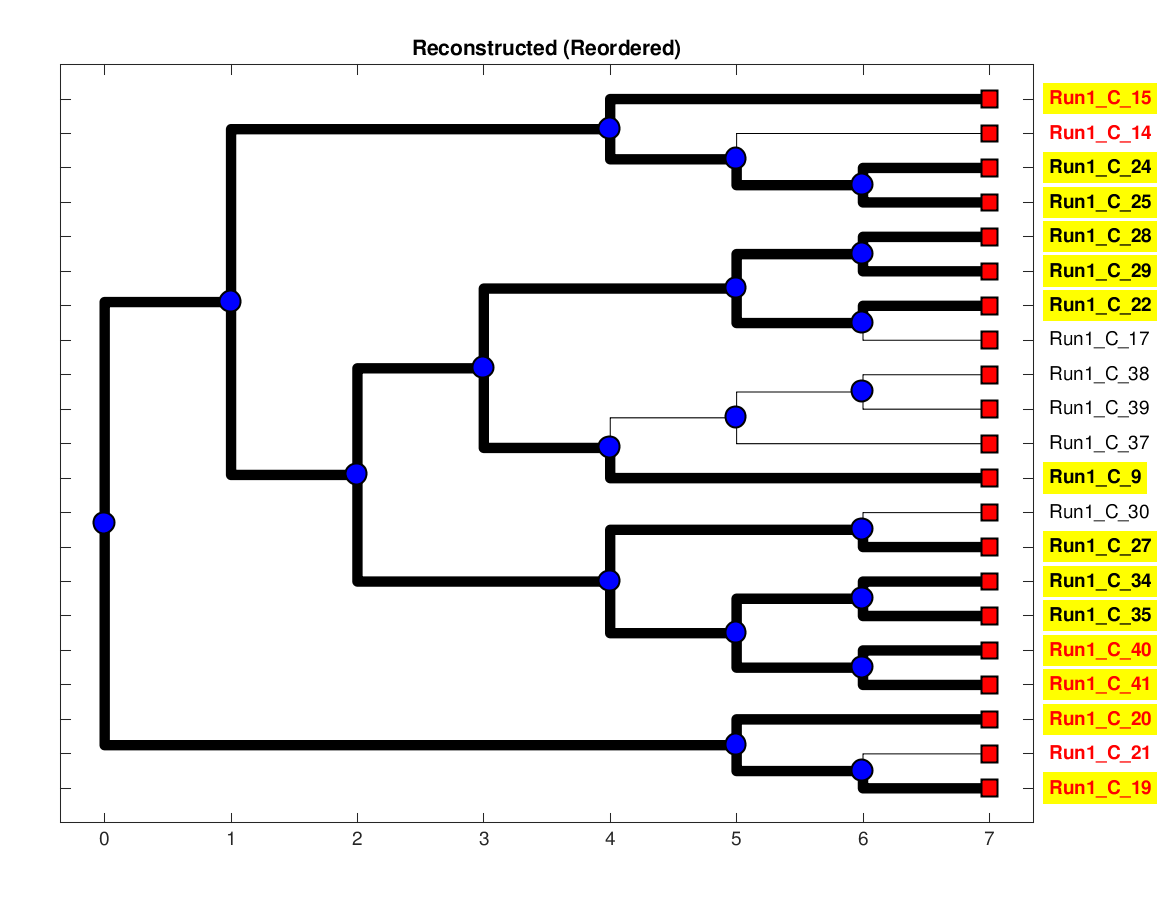 Reconstructed (Reordered)
Run1_C_15
Run1_C_14
Run1_C_24
Run1_C_25
Run1_C_28
Run1_C_29
Run1_C_22
Run1_C_17
Run1_C_38
Run1_C_39
Run1_C_37
Run1_C_9
Run1_C_30
Run1_C_27
Run1_C_34
Run1_C_35
Run1_C_40
Run1_C_41
Run1_C_20
Run1_C_21
Run1_C_19
0 1 2 3 4 5 6 7